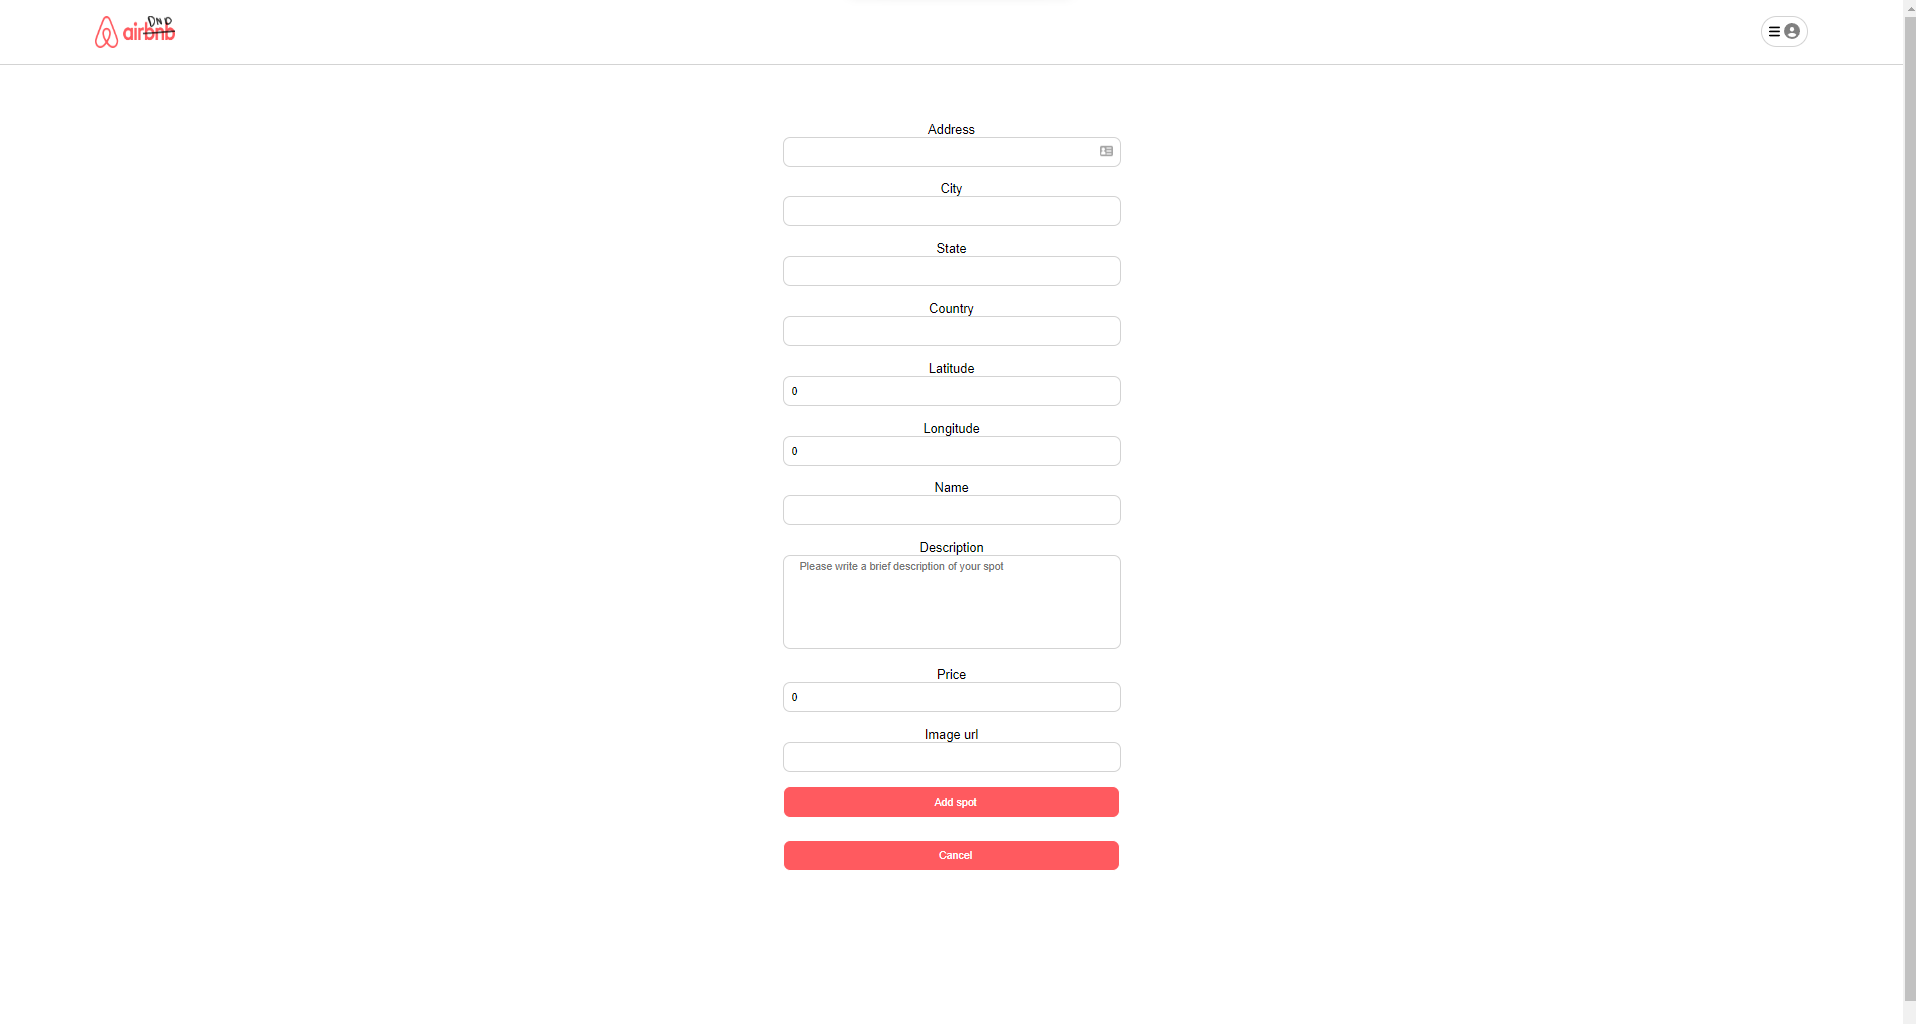 DnD
airbnb
Address
City
State
Country
Latitude
0
Longitude
0
Name
Description
Please write a brief description of your spot
Price
0
Image url
Add spot
Cancel